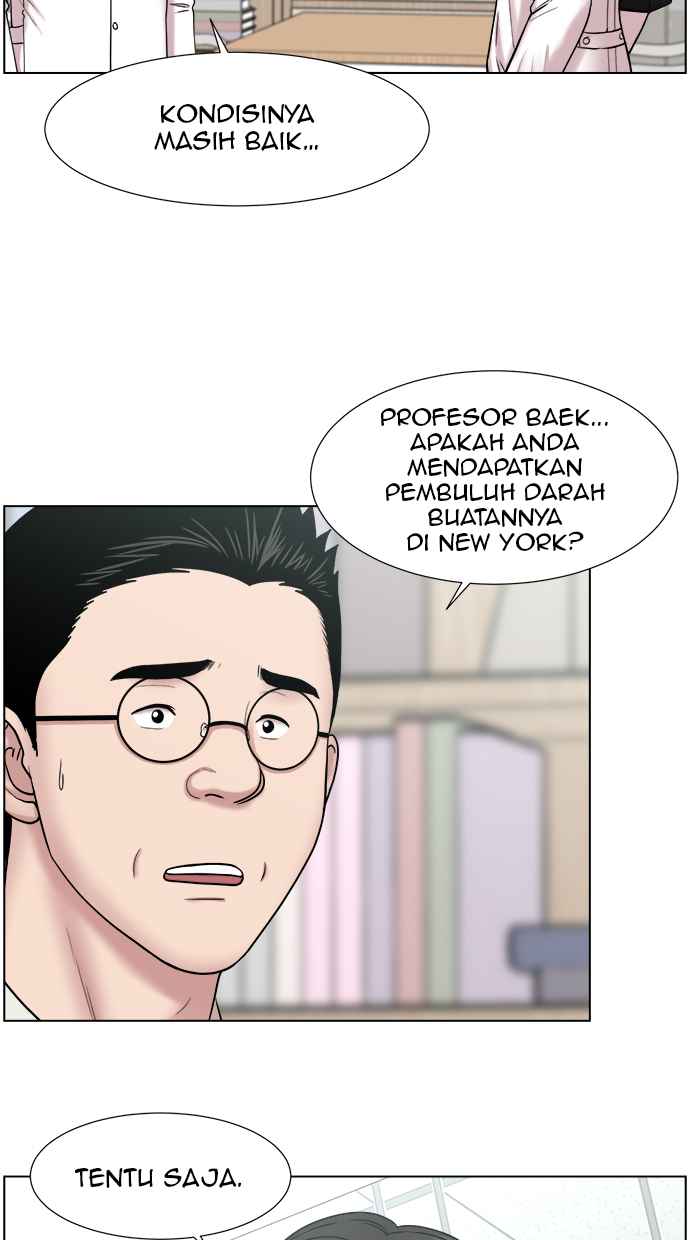 KONDISINYA
MASIH BAIK...
PROFESOR BAEK...
APAKAH ANDA
MENDAPATKAN
PEMBULUH DARAH
BUATANNYA
DI NEW YORK?
TENTU SAJA.